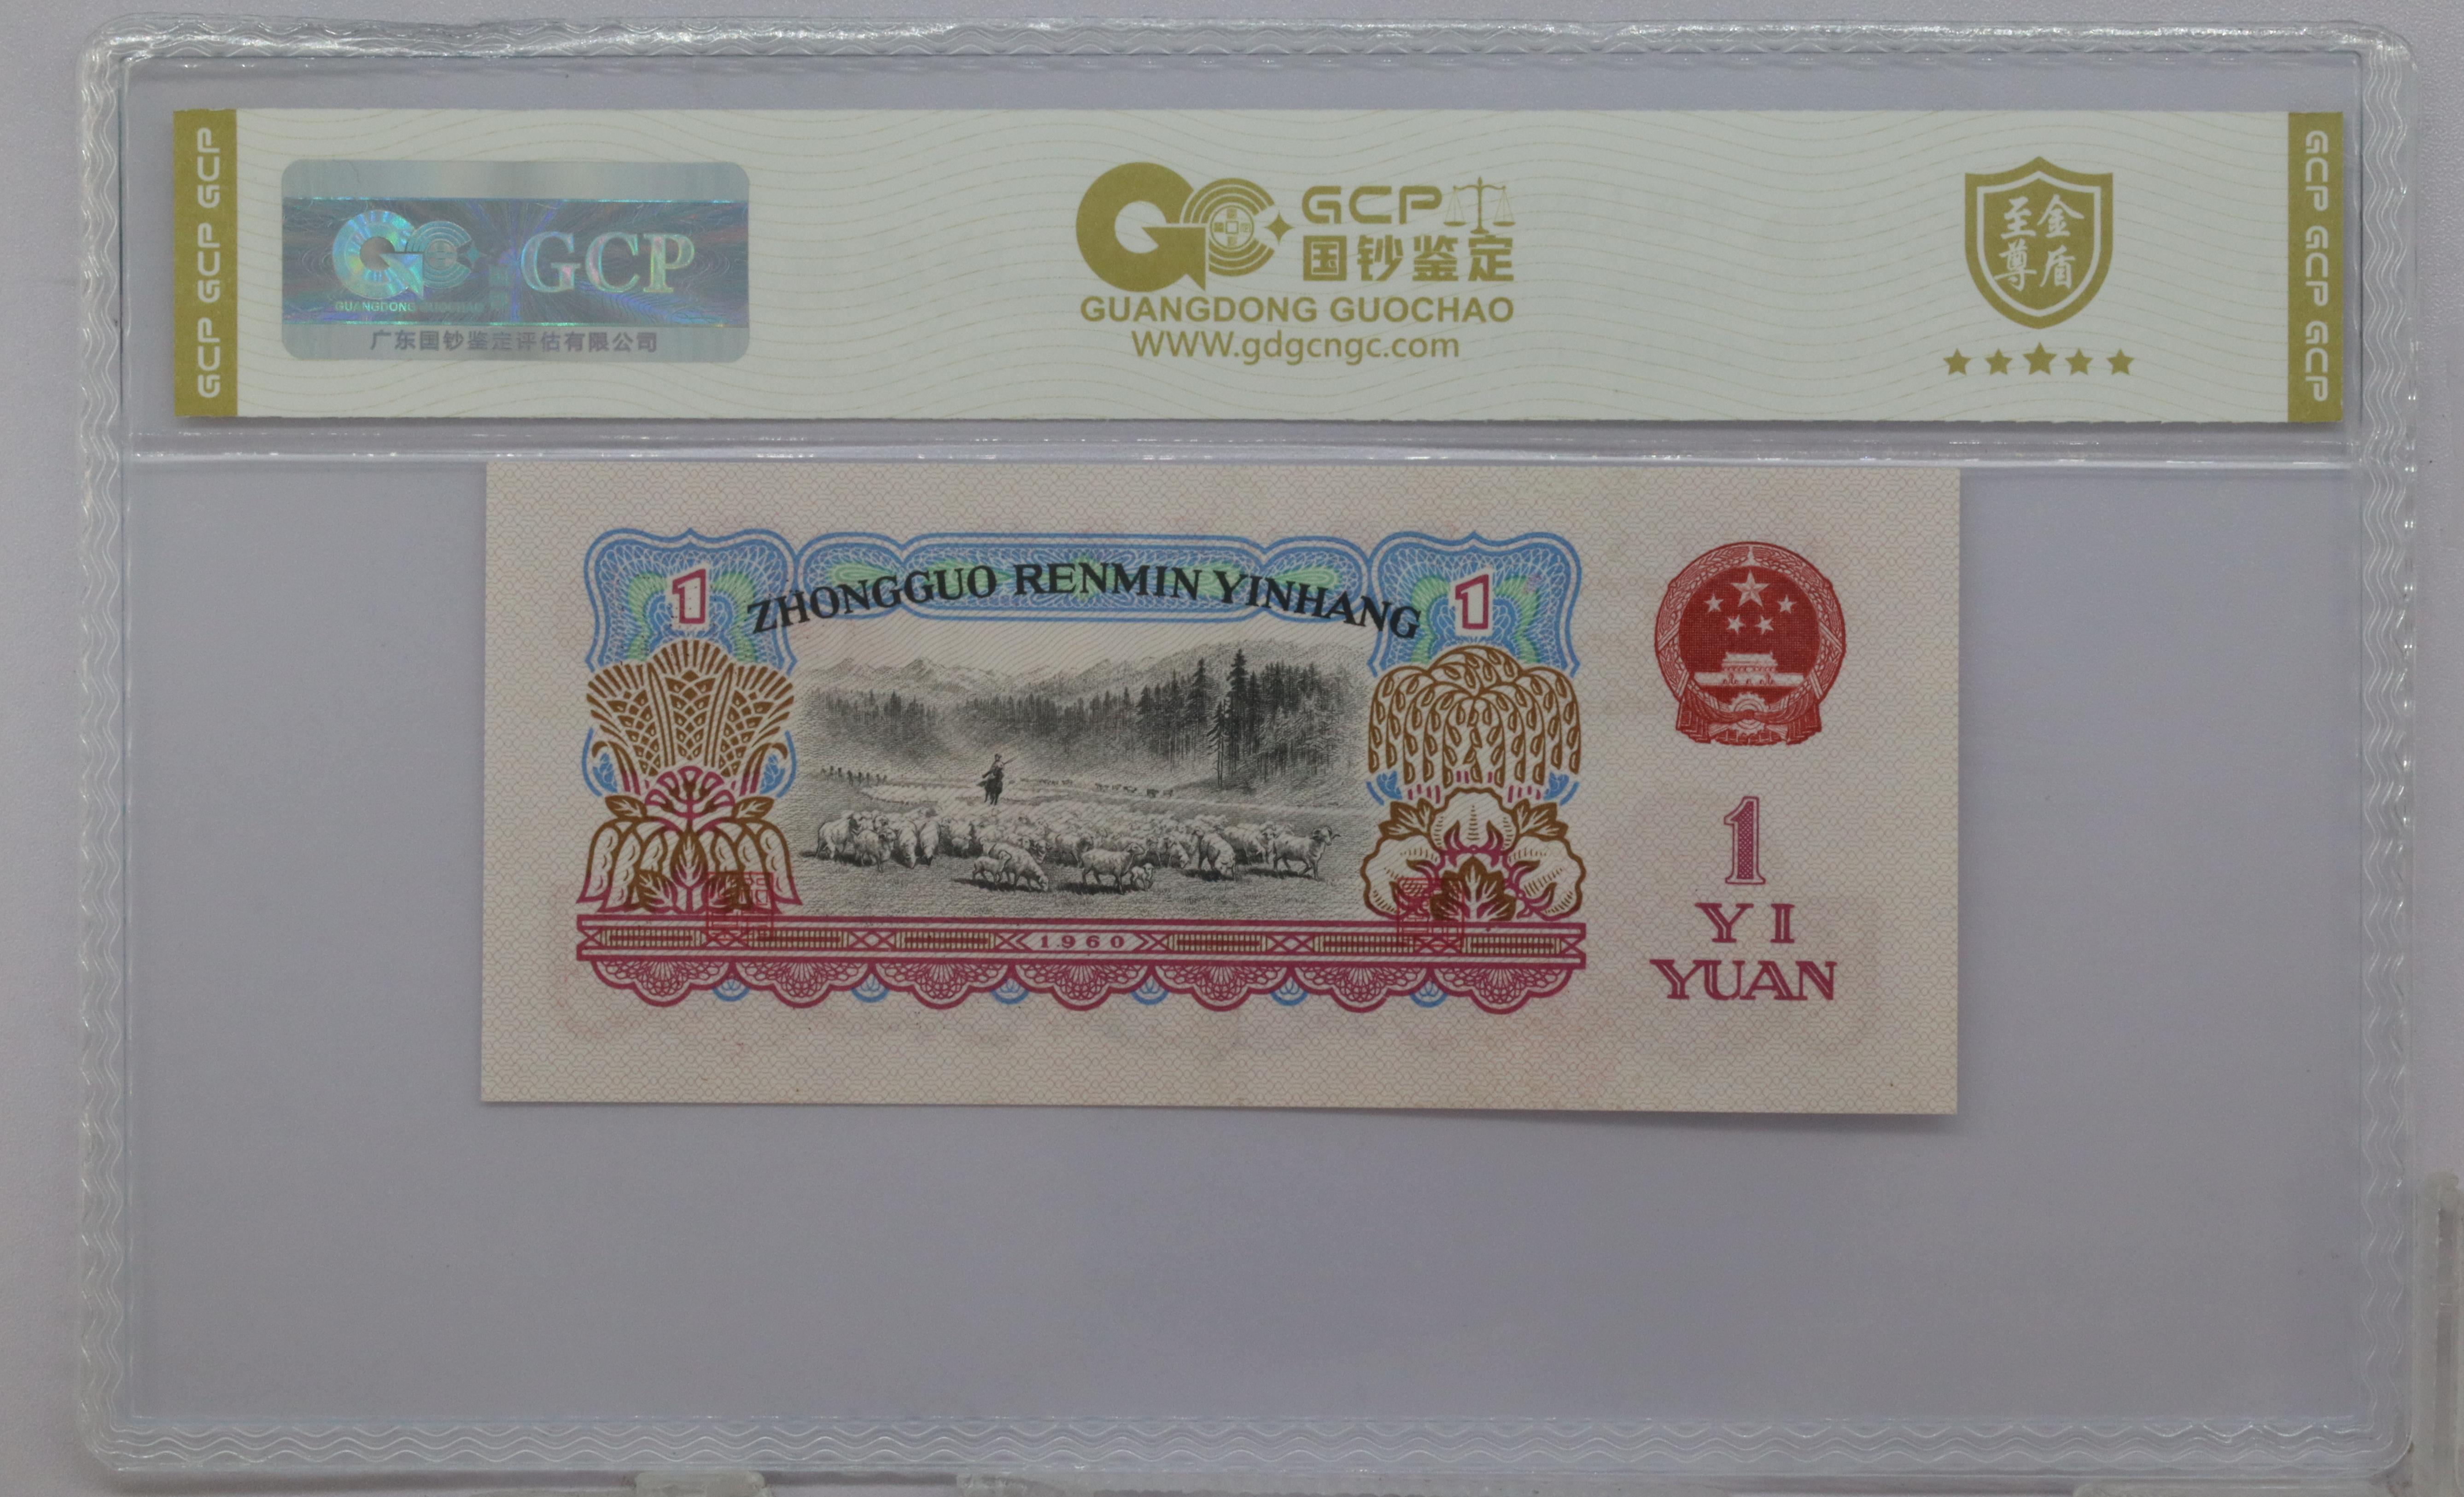 GCP GCP GCP
GCP
GUANGDONG GUOCHAO
广东国钞鉴定评估有限公司
GCP
国钞鉴定
GUANGDONG GUOCHAO
WWW.gdgcngc.com
至尊
金盾
GCP GCP GCP
1
ZHONGGUO RENMIN YINHANG
1
1960
1
YI
YUAN